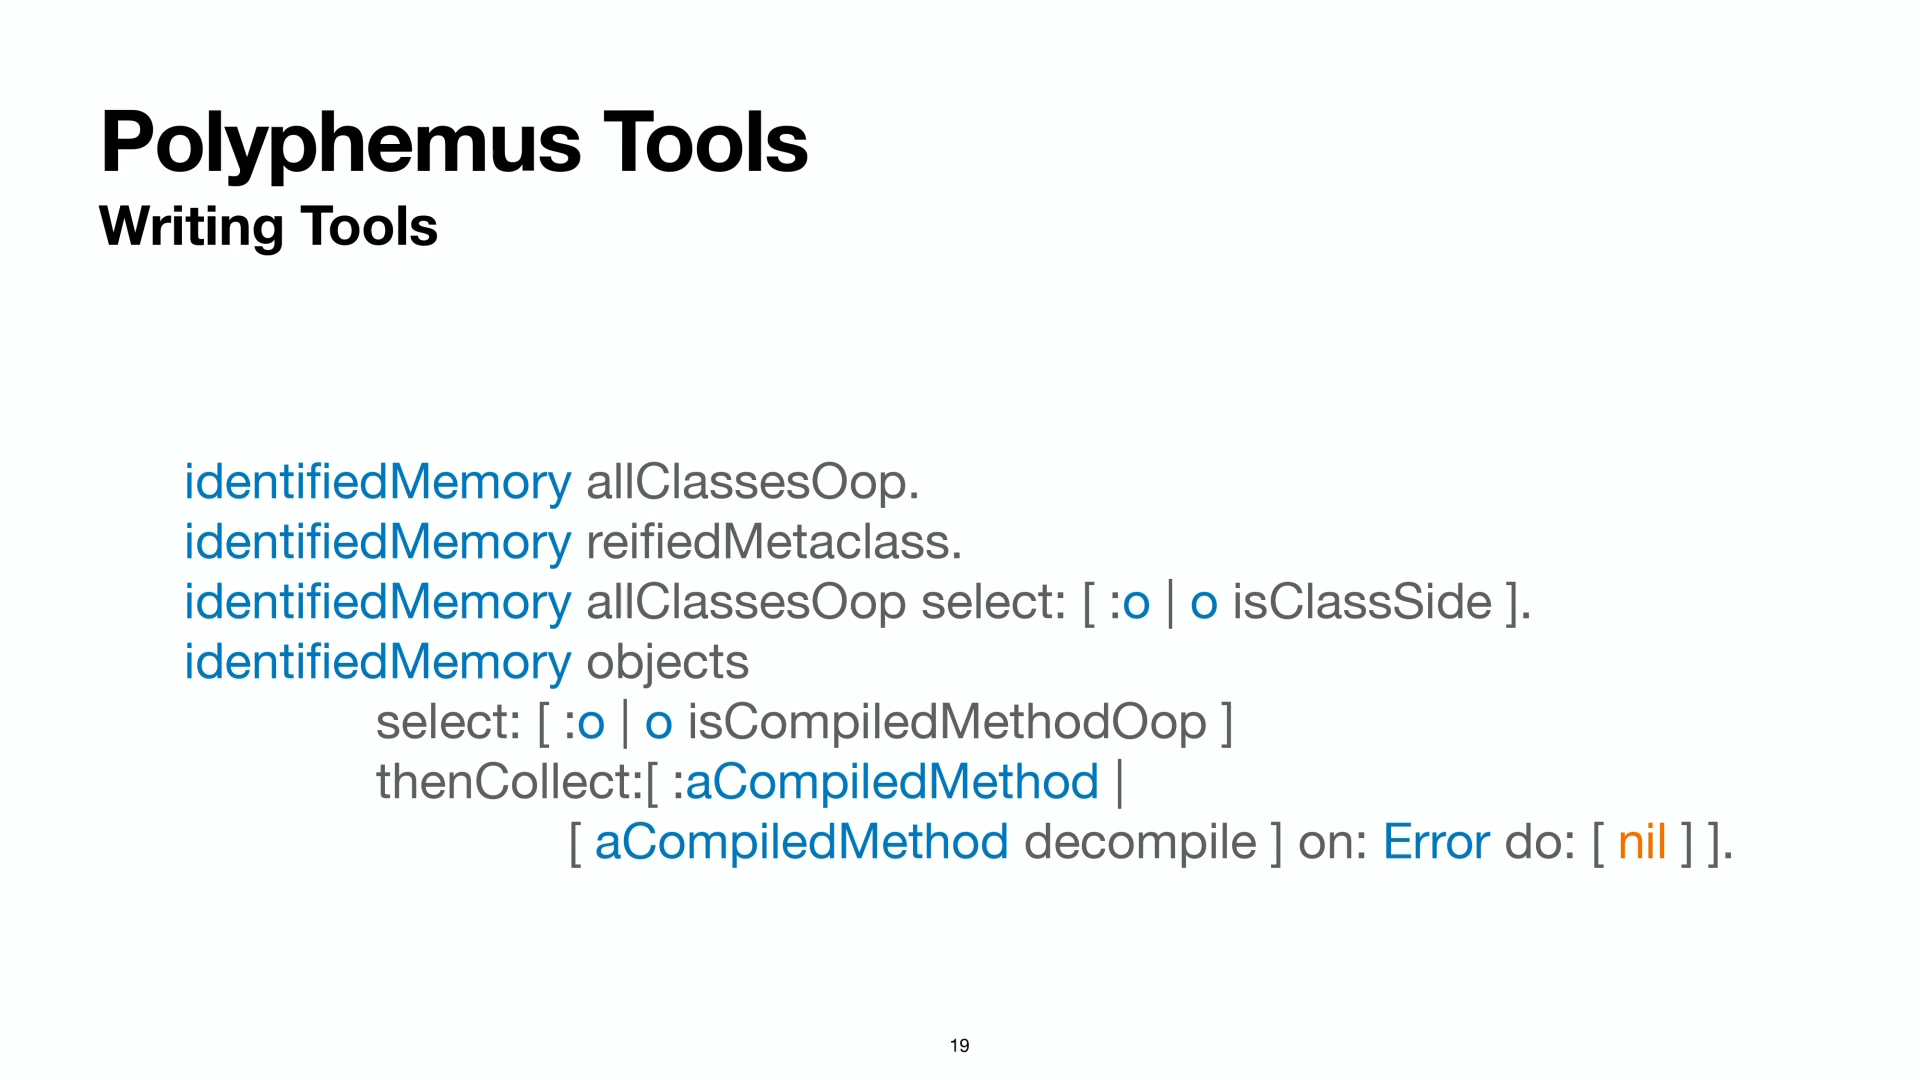 Polyphemus Tools
Writing Tools
identifiedMemory allClassesOop.
identifiedMemory reifiedMetaclass.
identifiedMemory allClassesOop select: [ :o | o isClassSide ].
identifiedMemory objects
select: [ :o | o isCompiledMethodOop ]
thenCollect:[ :aCompiledMethod |
[ aCompiledMethod decompile ] on: Error do: [ nil ] ].
19